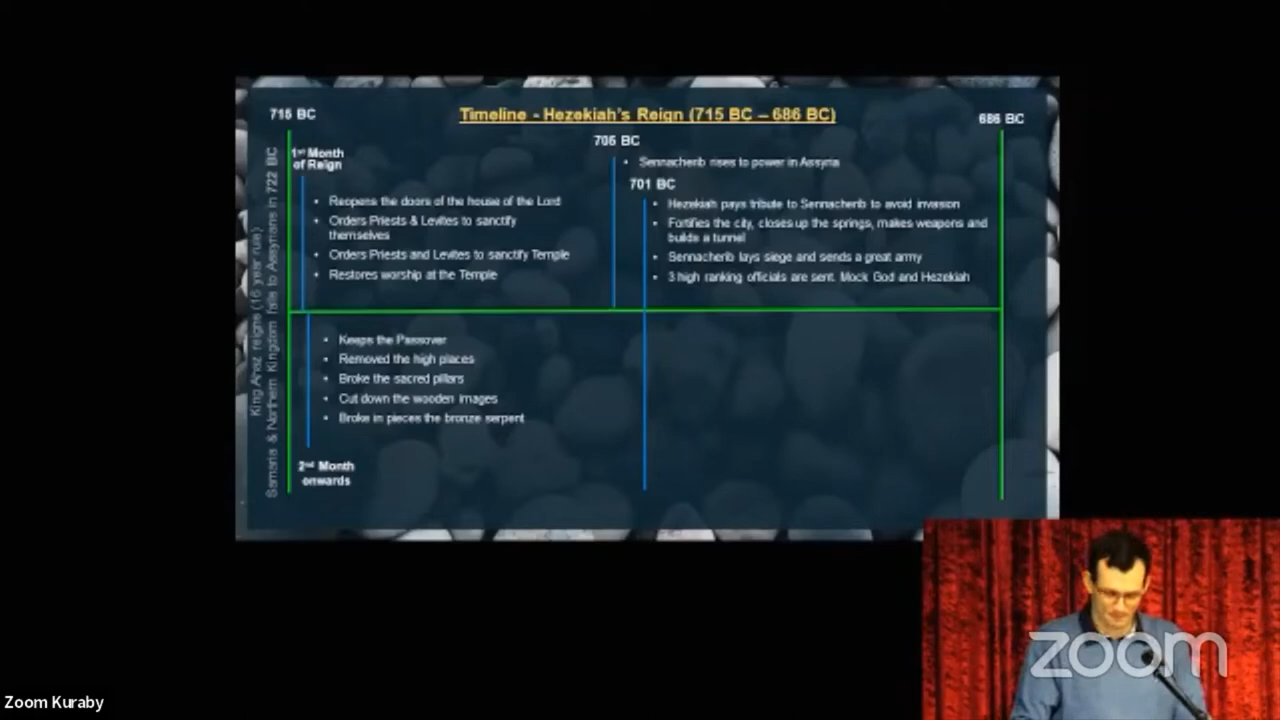 715 BC
Timeline - Hezekiah's Reign (715 BC – 686 BC)
686 BC
705 BC
1st Month
of Reign
• Sennacherib rises to power in Assyria
701 BC
• Reopens the doors of the house of the Lord
• Orders Priests & Levites to sanctify
themselves
• Orders Priests and Levites to sanctify Temple
• Restores worship at the Temple
• Hezekiah pays tribute to Sennacherib to avoid invasion
• Fortifies the city, closes up the springs, makes weapons and
builds a tunnel
• Sennacherib lays siege and sends a great army
• 3 high ranking officials are sent. Mock God and Hezekiah
King Ahaz reigns (16 year rule)
Samaria & Northern Kingdom falls to Assyrians in 722 BC
• Keeps the Passover
• Removed the high places
• Broke the sacred pillars
• Cut down the wooden images
• Broke in pieces the bronze serpent
2nd Month
onwards
zoom
Zoom Kuraby